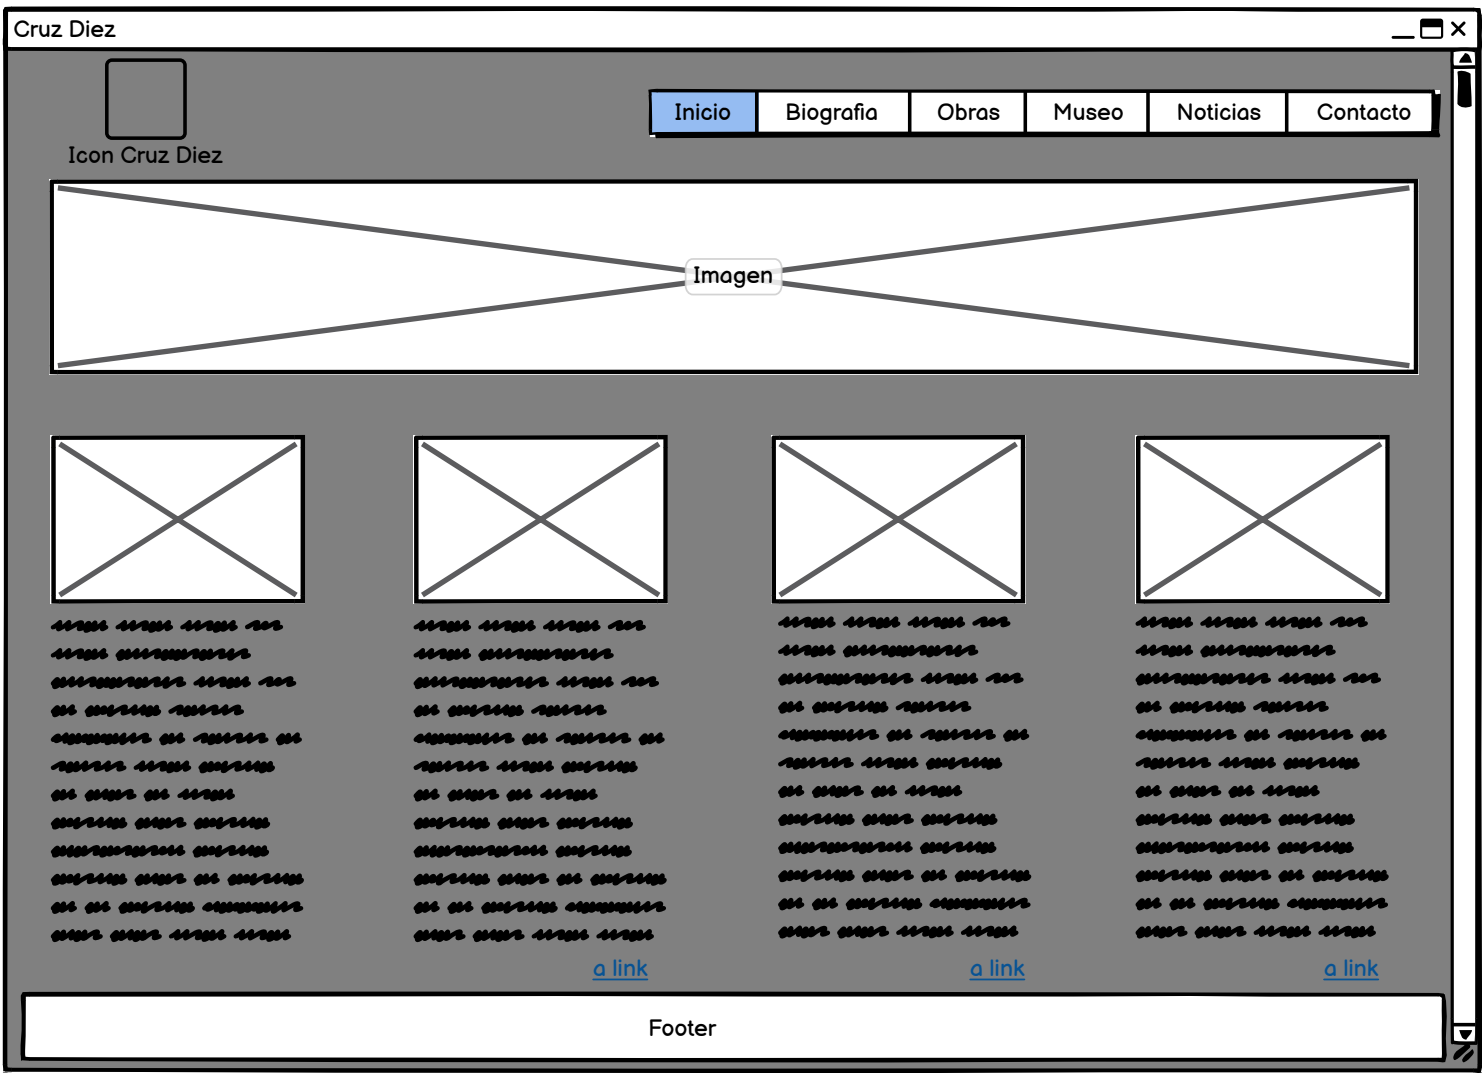 Cruz Diez
Icon Cruz Diez
Inicio Biografia Obras Museo Noticias Contacto
Imagen
a link a link a link
Footer